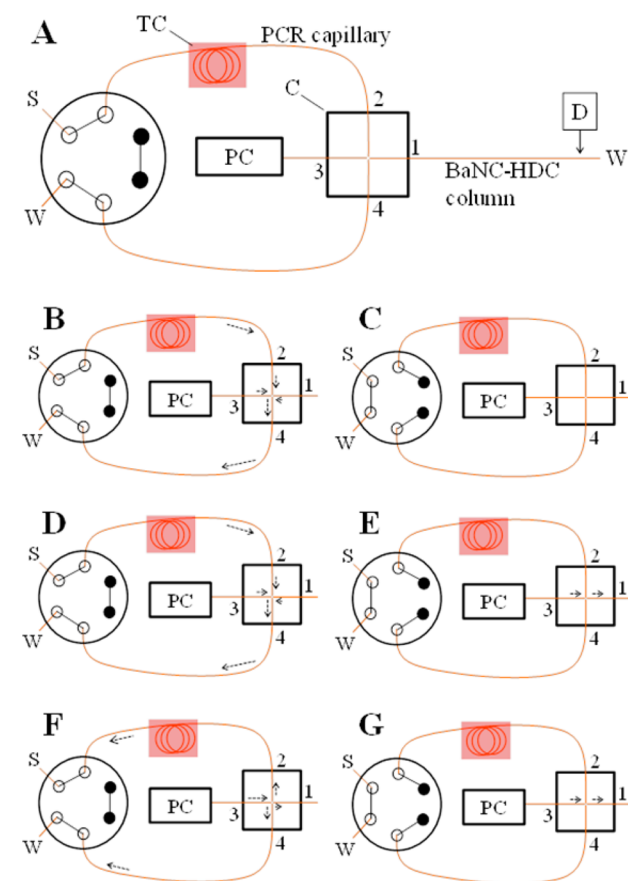 A
TC
PCR capillary
S
C
2
D
PC
3
1
W
BaNC-HDC
column
W
4
B
C
S
2
1
PC
3
W
4
S
2
1
PC
3
W
4
D
E
S
2
1
PC
3
W
4
S
2
1
PC
3
W
4
F
G
S
2
1
PC
3
W
4
S
2
1
PC
3
W
4